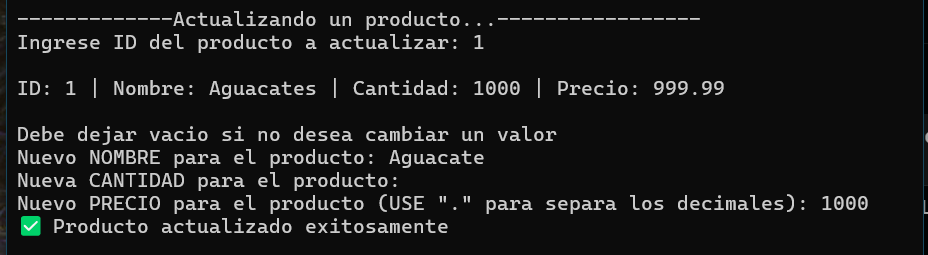 -------------Actualizando un producto...-----------------
Ingrese ID del producto a actualizar: 1
ID: 1 | Nombre: Aguacates | Cantidad: 1000 | Precio: 999.99
Debe dejar vacio si no desea cambiar un valor
Nuevo NOMBRE para el producto: Aguacate
Nueva CANTIDAD para el producto:
Nuevo PRECIO para el producto (USE "." para separa los decimales): 1000
✅ Producto actualizado exitosamente